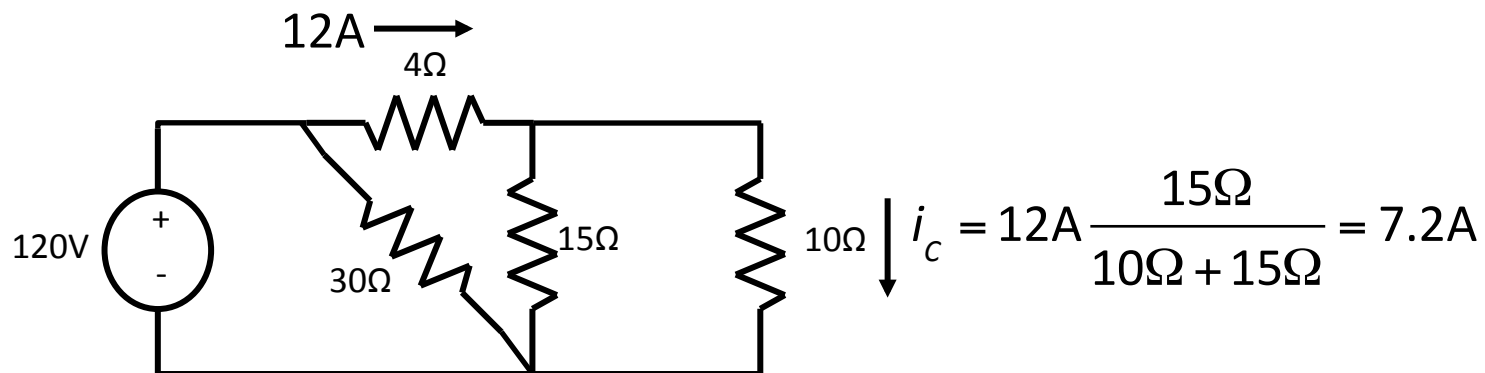 12A
4Ω
120V
+
-
30Ω
15Ω
10Ω
i_C = 12A 15Ω / (10Ω + 15Ω) = 7.2A